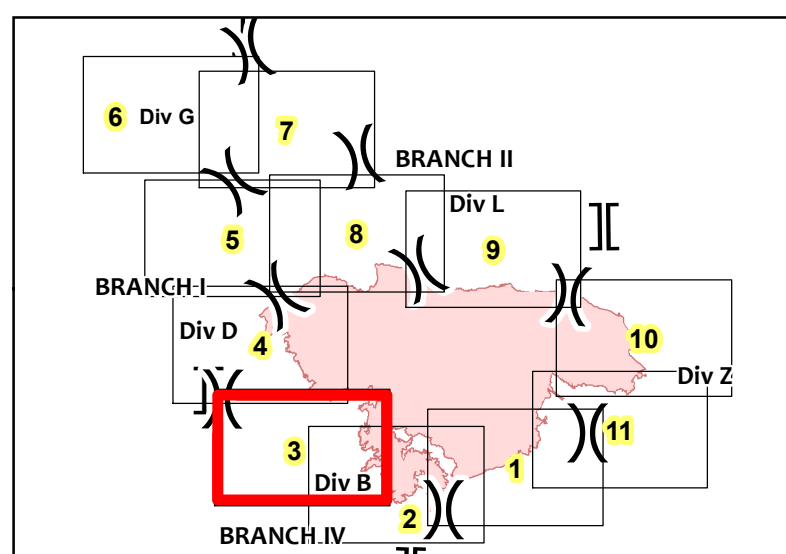 6
Div G
7
BRANCH II
Div L
5
8
9
BRANCH I
Div D
4
10
Div Z
3
11
1
Div B
2
BRANCH IV